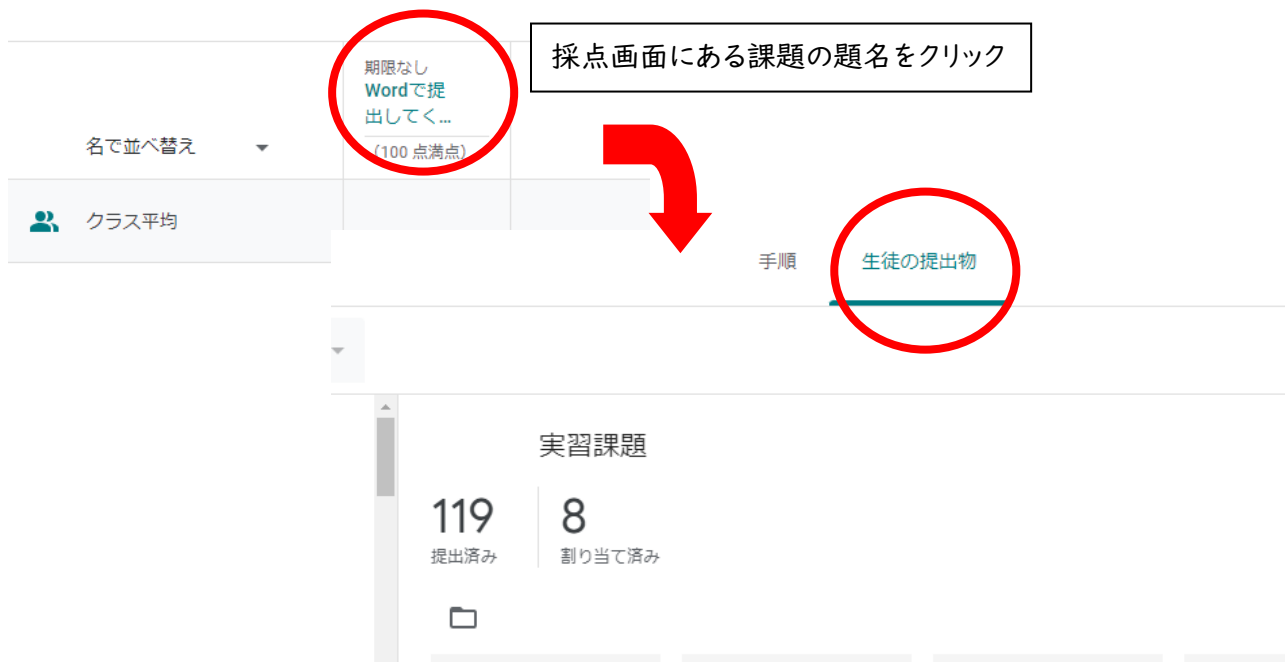 採点画面にある課題の題名をクリック
期限なし
Wordで提
出してく...
(100 点満点)
名で並べ替え
クラス平均
手順
生徒の提出物
実習課題
119
8
提出済み
割り当て済み